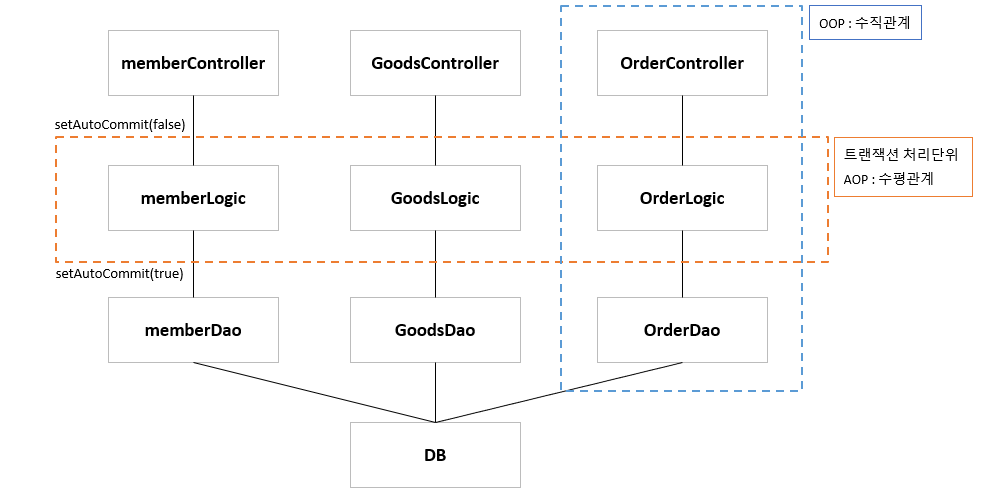 OOP : 수직관계
memberController
GoodsController
OrderController
setAutoCommit(false)
트랜잭션 처리단위
AOP : 수평관계
memberLogic
GoodsLogic
OrderLogic
setAutoCommit(true)
memberDao
GoodsDao
OrderDao
DB